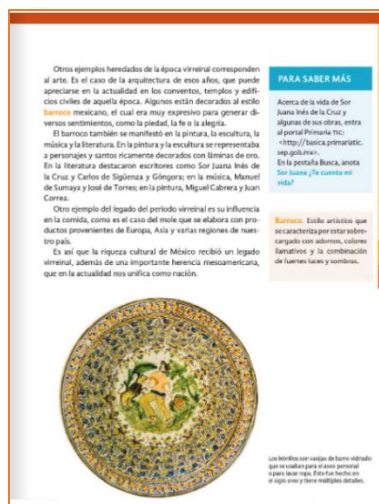 Otros ejemplos heredados de la época virreinal corresponden
al arte. Es el caso de la arquitectura de esos años, que puede
apreciarse en la actualidad en los conventos, templos y edifi-
cios civiles de aquella época. Algunos están decorados al estilo
barroco mexicano, el cual era muy expresivo para generar di-
versos sentimientos, como la piedad, la fe o la alegría.
El barroco también se manifestó en la pintura, la escultura, la
música y la literatura. En la pintura y la escultura se representaba
a personajes y santos ricamente decorados con láminas de oro.
En la literatura destacaron escritores como Sor Juana Inés de
la Cruz y Carlos de Sigüenza y Góngora; en la música, Manuel
de Sumaya y José de Torres; en la pintura, Miguel Cabrera y Juan
Correa.
Otro ejemplo del legado del periodo virreinal es su influencia
en la comida, como es el caso del mole que se elabora con pro-
ductos provenientes de Europa, Asia y varias regiones de nues-
tro país.
Es así que la riqueza cultural de México recibió un legado
virreinal, además de una importante herencia mesoamericana,
que en la actualidad nos unifica como nación.
PARA SABER MÁS
Acerca de la vida de Sor
Juana Inés de la Cruz y
algunas de sus obras, entra
al portal Primaria TIC:
<http://basica.primariatic.
sep.gob.mx>.
En la pestaña Busca, anota
Sor Juana ¿Te cuento mi
vida?
Barroco. Estilo artístico que
se caracteriza por estar sobre-
cargado con adornos, colores
llamativos y la combinación
de fuertes luces y sombras.
Los lebrillos son vasijas de barro vidriado
que se usaban para el aseo personal
o para lavar ropa. Este fue hecho en
el siglo XVIII y tiene múltiples detalles.